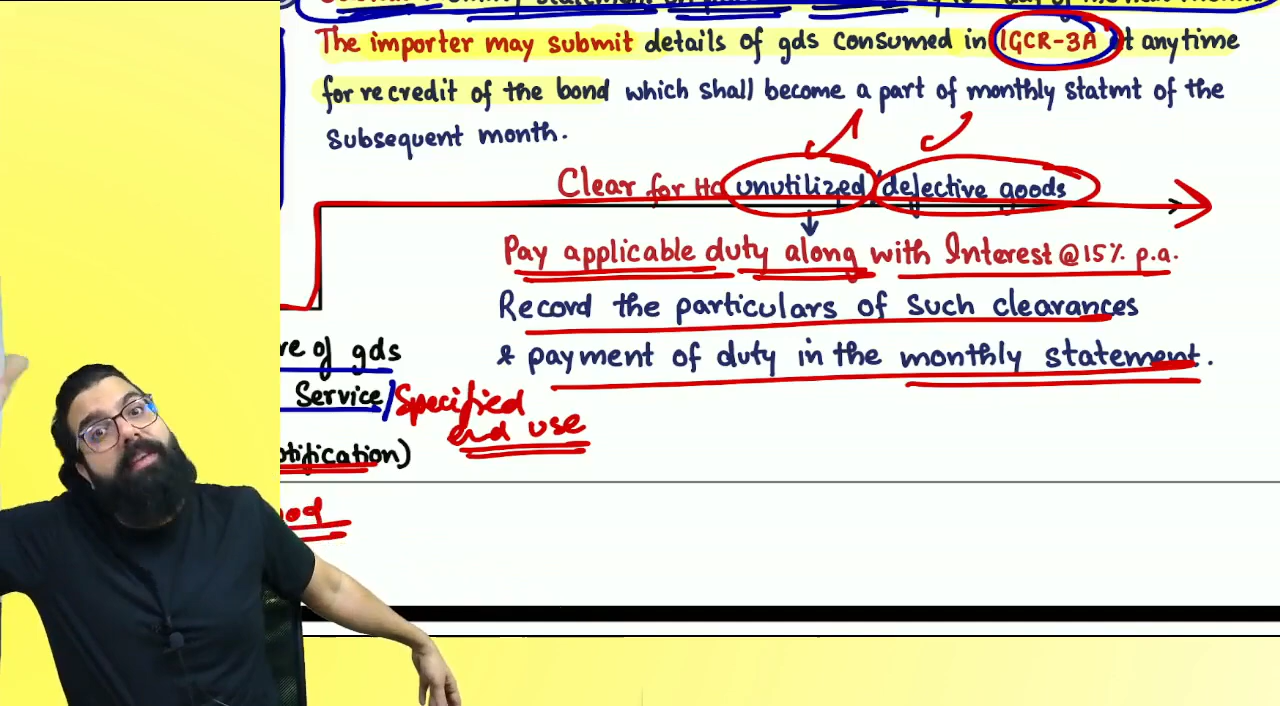 The importer may submit details of gds consumed in IGCR-3A at anytime
for recredit of the bond which shall become a part of monthly statmt of the
subsequent month.
Clear for HC unutilized / defective goods
Pay applicable duty along with Interest @ 15% p.a.
Record the particulars of such clearances
& payment of duty in the monthly statement.
re of gds
Service / Specified
end use
otification)
iod